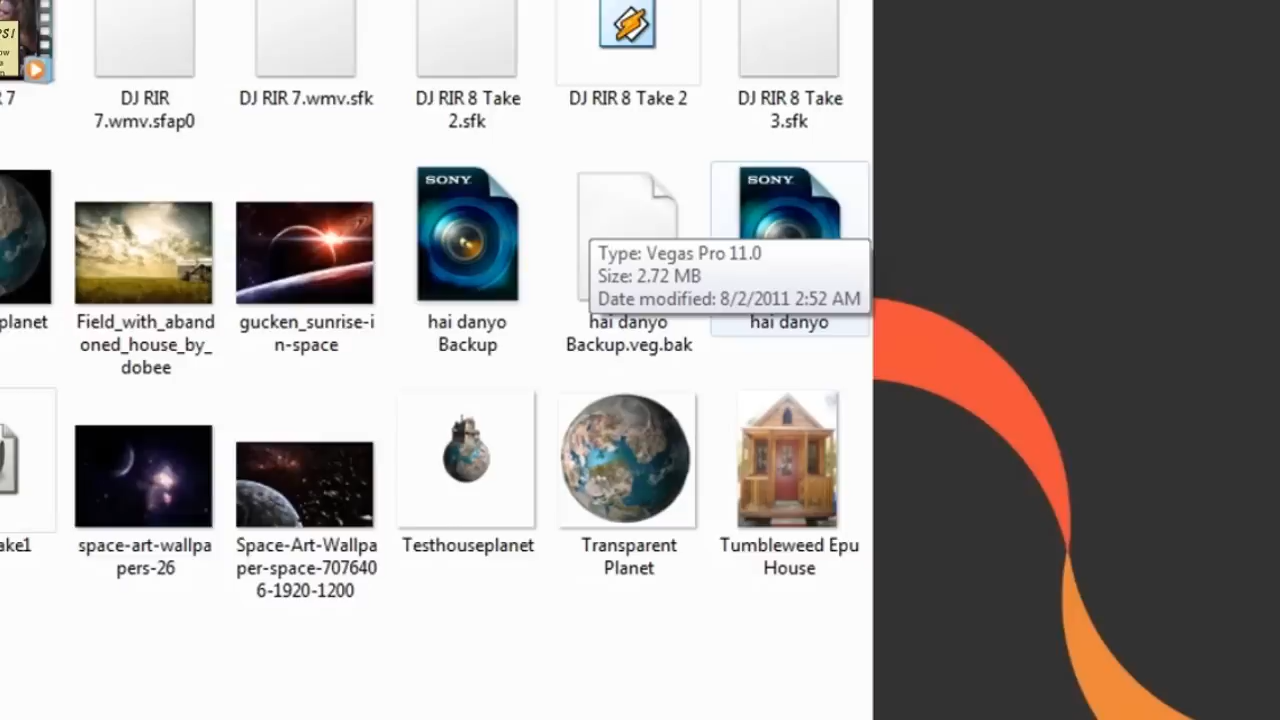 PS!
ow
a
n
7
DJ RIR
7.wmv.sfap0
DJ RIR 7.wmv.sfk
DJ RIR 8 Take
2.sfk
DJ RIR 8 Take 2
DJ RIR 8 Take
3.sfk
SONY
SONY
Type: Vegas Pro 11.0
Size: 2.72 MB
Date modified: 8/2/2011 2:52 AM
planet
Field_with_aband
oned_house_by_
dobee
gucken_sunrise-i
n-space
hai danyo
Backup
hai danyo
Backup.veg.bak
hai danyo
ake1
space-art-wallpa
pers-26
Space-Art-Wallpa
per-space-707640
6-1920-1200
Testhouseplanet
Transparent
Planet
Tumbleweed Epu
House